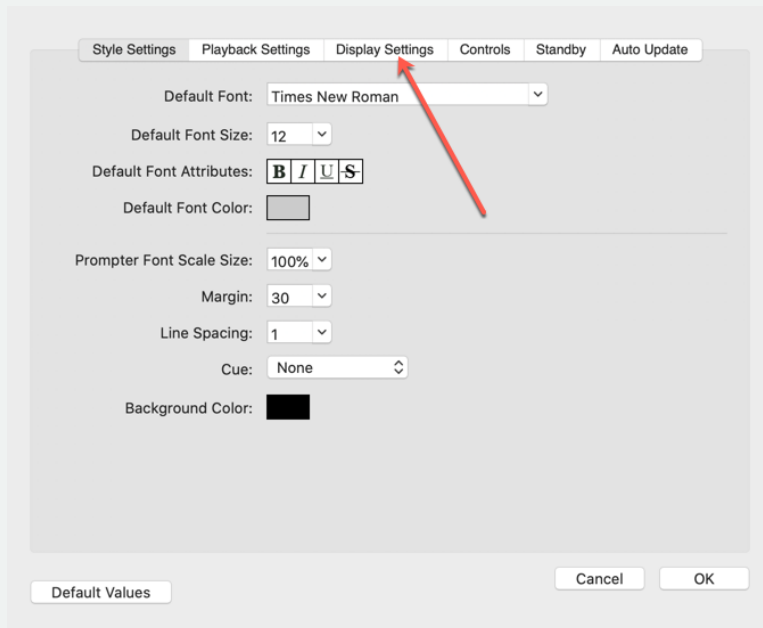 Style Settings Playback Settings Display Settings Controls Standby Auto Update
Default Font: Times New Roman
Default Font Size: 12
Default Font Attributes: B I U S
Default Font Color:
Prompter Font Scale Size: 100%
Margin: 30
Line Spacing: 1
Cue: None
Background Color:
Default Values Cancel OK